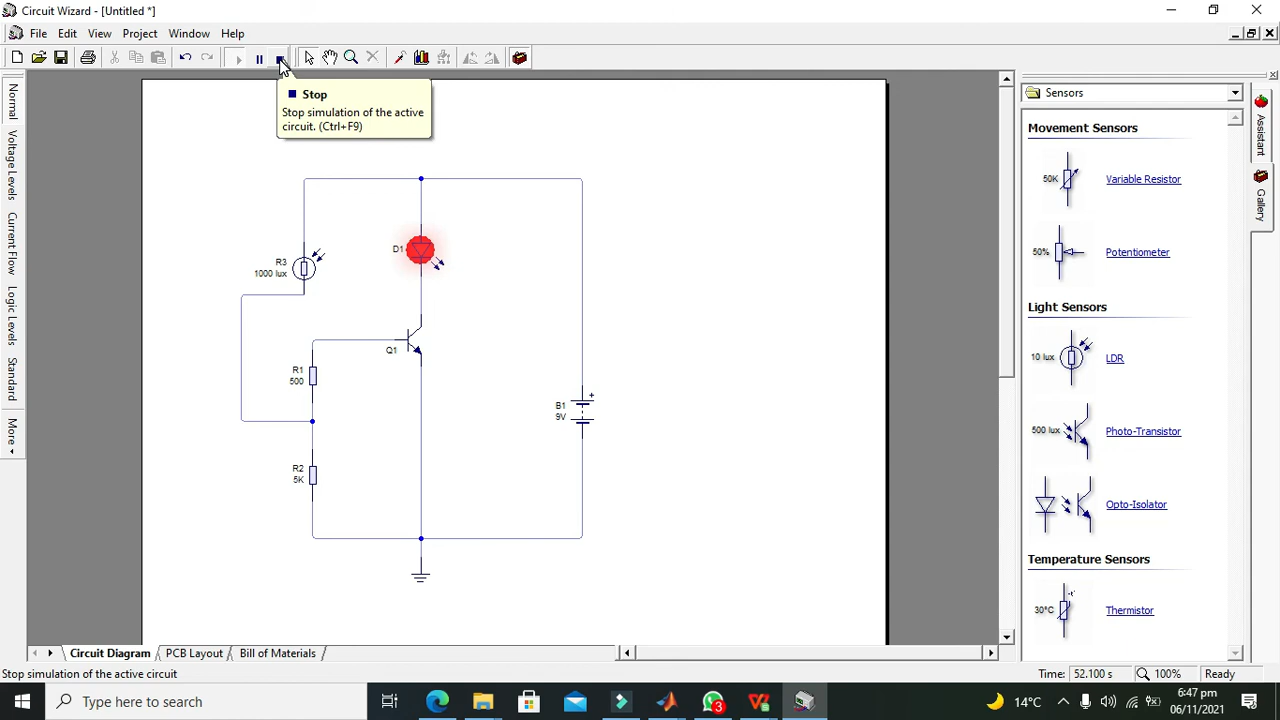 Circuit Wizard - [Untitled *]
File Edit View Project Window Help
Stop
Stop simulation of the active
circuit. (Ctrl+F9)
Normal
Voltage Levels
Current Flow
Logic Levels
Standard
More
D1
R3
1000 lux
Q1
R1
500
R2
5K
B1
9V
+
Sensors
Movement Sensors
50K
Variable Resistor
50%
Potentiometer
Light Sensors
10 lux
LDR
500 lux
Photo-Transistor
Opto-Isolator
Temperature Sensors
30°C
Thermistor
Assistant
Gallery
Circuit Diagram PCB Layout Bill of Materials
Stop simulation of the active circuit
Time: 52.100 s 100% Ready
Type here to search
3
14°C
6:47 pm
06/11/2021